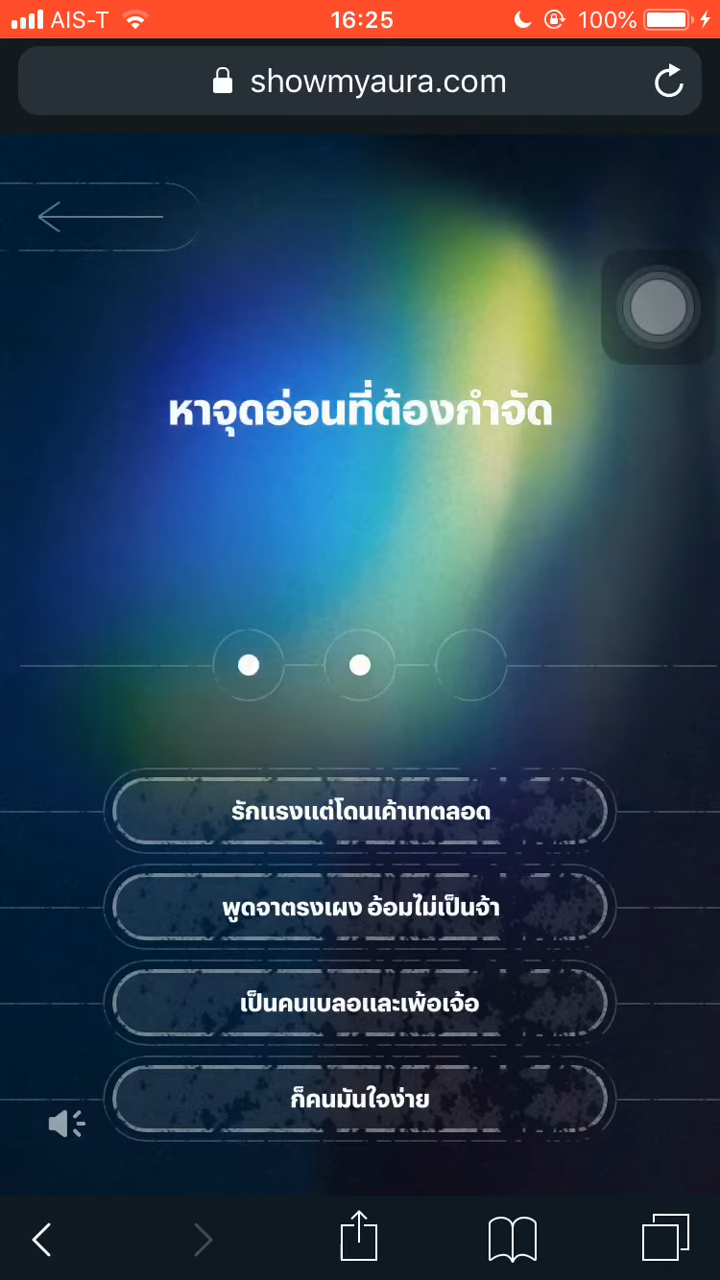 AIS-T 16:25 100%
showmyaura.com
หาจุดอ่อนที่ต้องกำจัด
รักแรงแต่โดนเค้าเทตลอด
พูดจาตรงเผง อ้อมไม่เป็นจ้า
เป็นคนเบลอและเพ้อเจ้อ
ก็คนมันใจง่าย